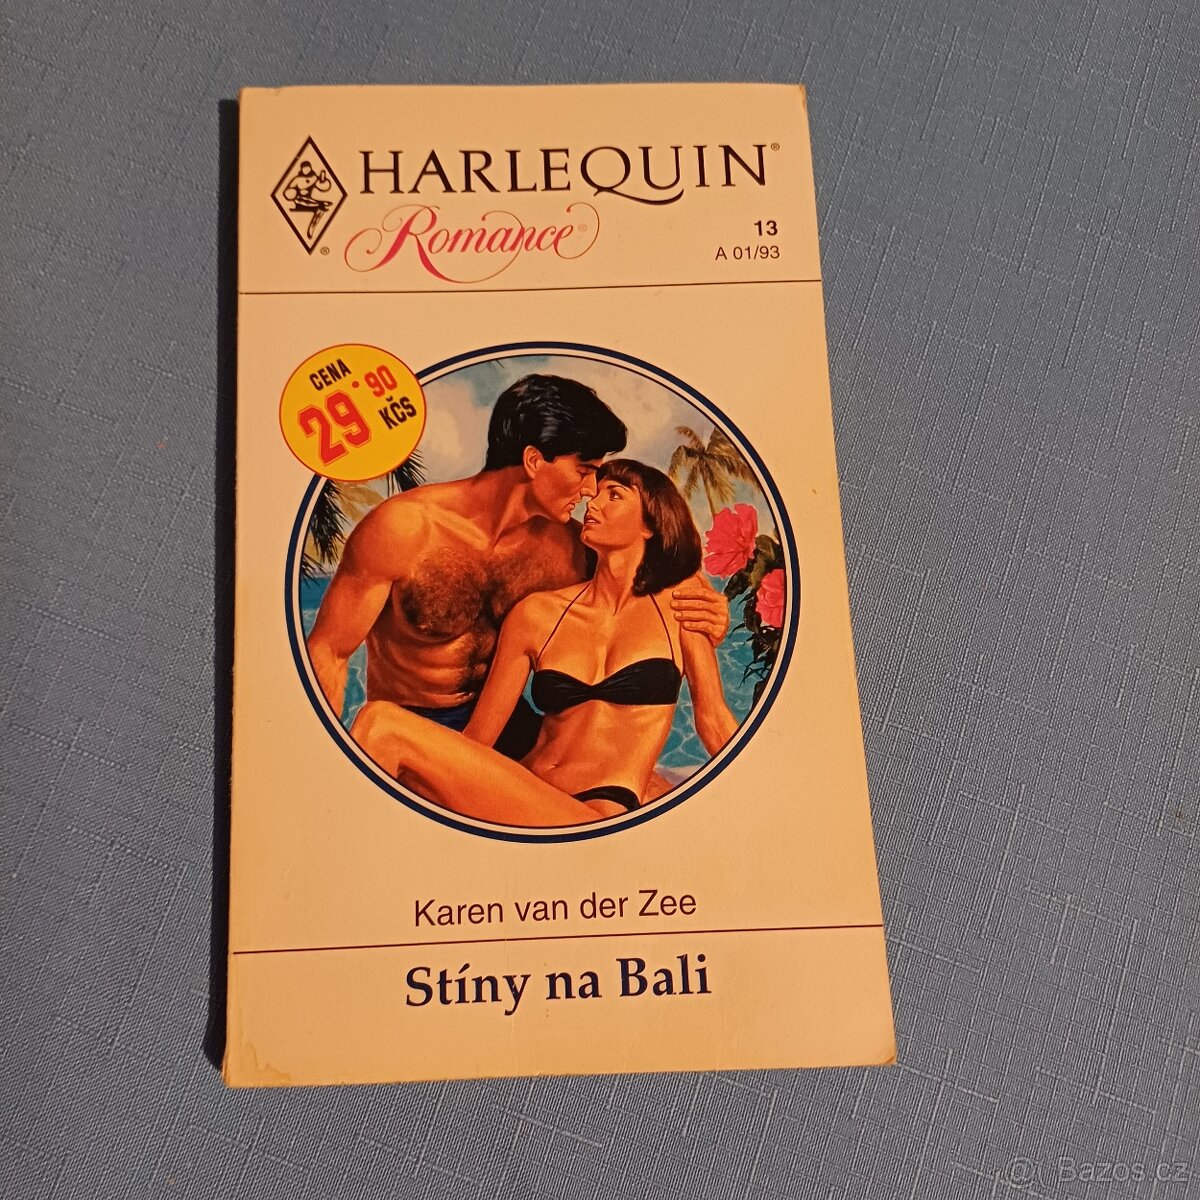 HARLEQUIN®
Romance®
®
13
A 01/93
CENA
29.90
KČS
Karen van der Zee
Stíny na Bali
@ Bazos.cz